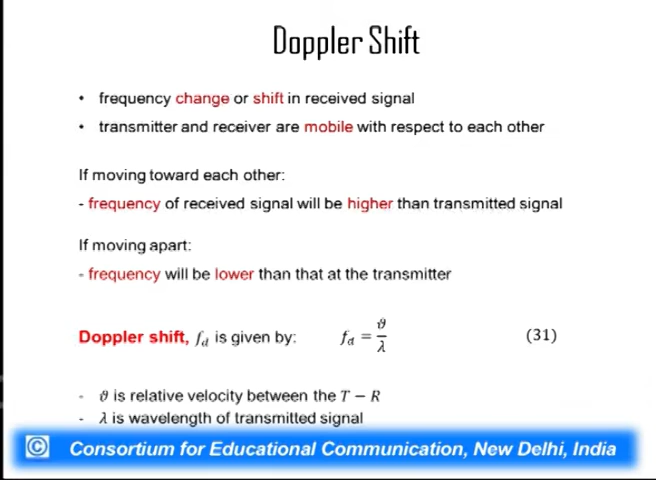 Doppler Shift
• frequency change or shift in received signal
• transmitter and receiver are mobile with respect to each other
If moving toward each other:
- frequency of received signal will be higher than transmitted signal
If moving apart:
- frequency will be lower than that at the transmitter
Doppler shift, f_d is given by: f_d = ϑ/λ (31)
- ϑ is relative velocity between the T − R
- λ is wavelength of transmitted signal
© Consortium for Educational Communication, New Delhi, India